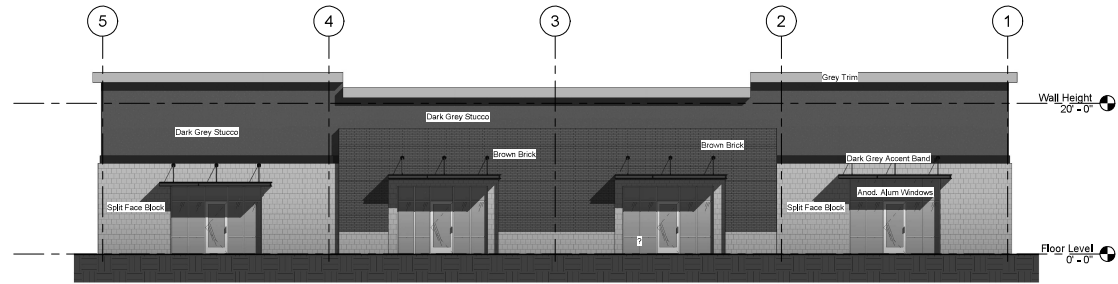 5
4
3
2
1
Grey Trim
Wall Height
20' - 0"
Dark Grey Stucco
Dark Grey Stucco
Brown Brick
Brown Brick
Dark Grey Accent Band
Anod. Alum Windows
Split Face Block
Split Face Block
?
Floor Level
0' - 0"